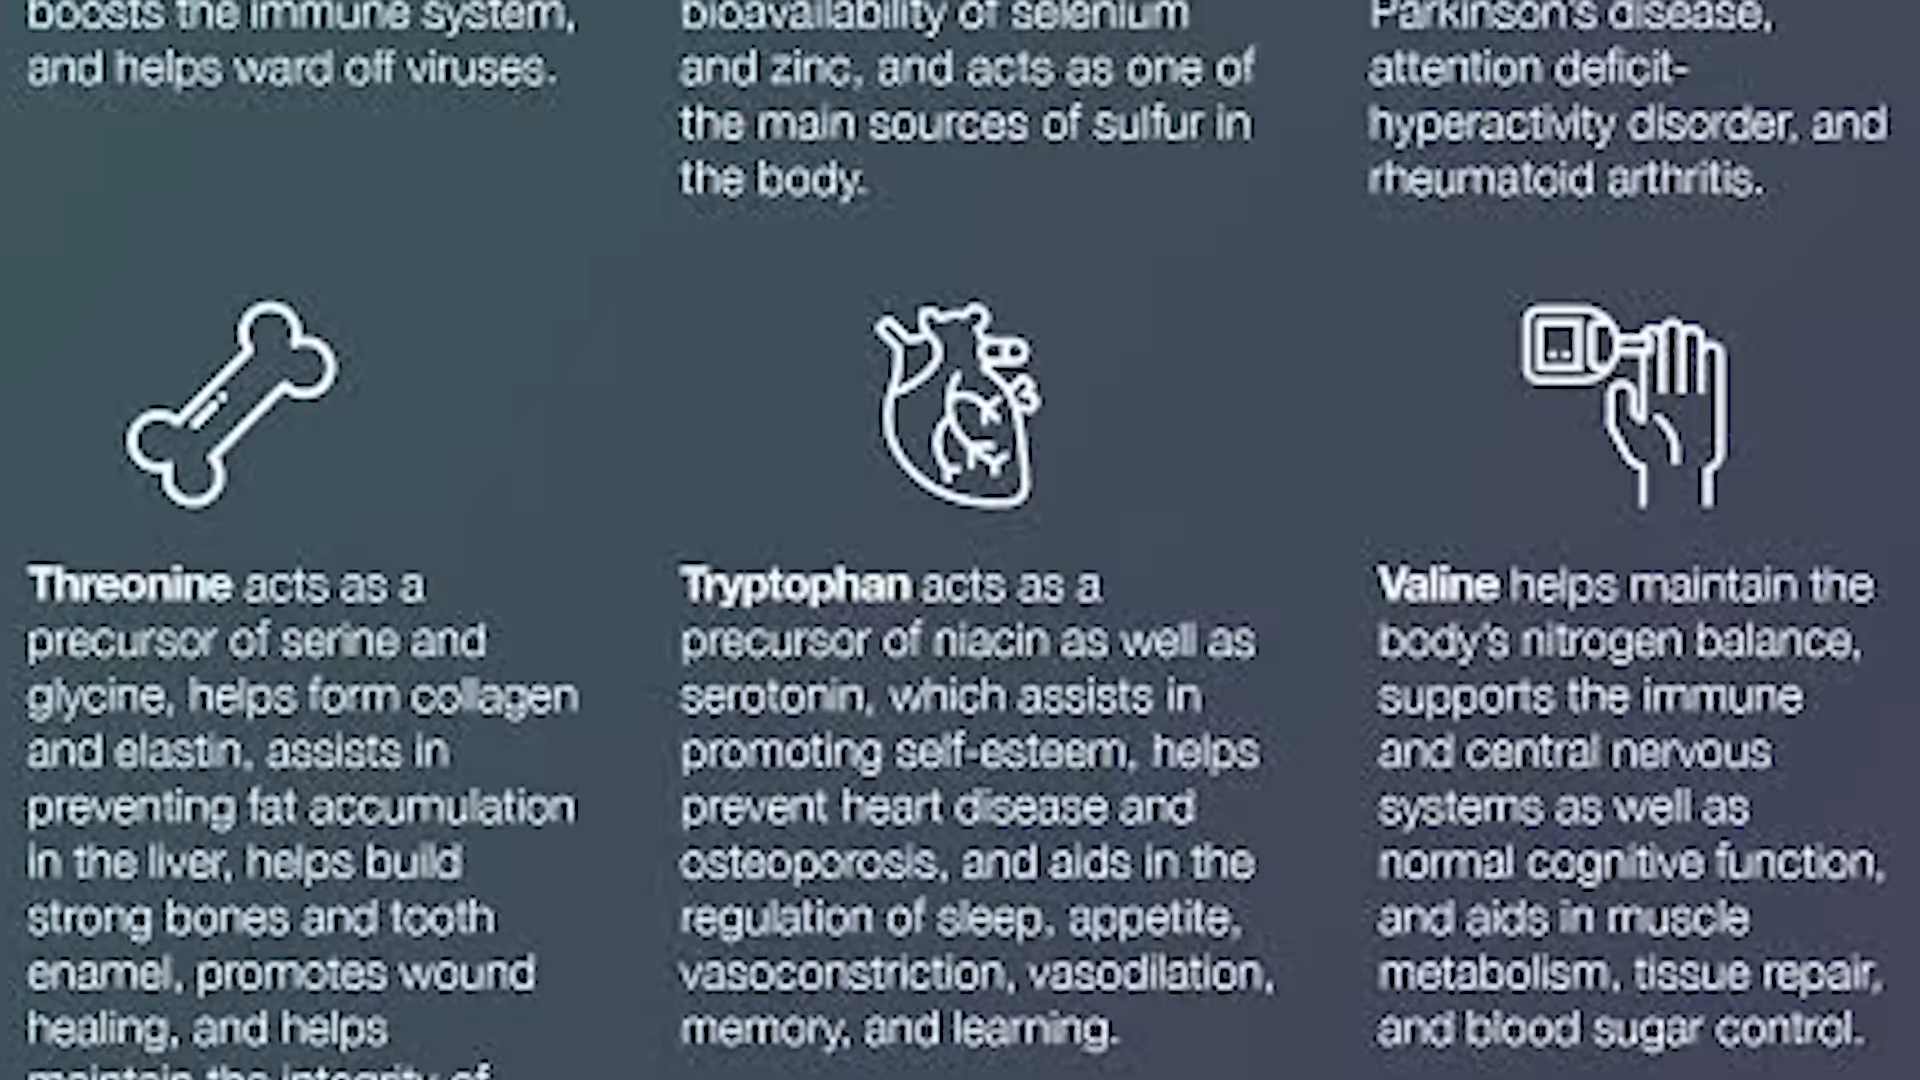 boosts the immune system,
and helps ward off viruses.
bioavailability of selenium
and zinc, and acts as one of
the main sources of sulfur in
the body.
Parkinson's disease,
attention deficit-
hyperactivity disorder, and
rheumatoid arthritis.
Threonine acts as a
precursor of serine and
glycine, helps form collagen
and elastin, assists in
preventing fat accumulation
in the liver, helps build
strong bones and tooth
enamel, promotes wound
healing, and helps
maintain the integrity of
Tryptophan acts as a
precursor of niacin as well as
serotonin, which assists in
promoting self-esteem, helps
prevent heart disease and
osteoporosis, and aids in the
regulation of sleep, appetite,
vasoconstriction, vasodilation,
memory, and learning.
Valine helps maintain the
body's nitrogen balance,
supports the immune
and central nervous
systems as well as
normal cognitive function,
and aids in muscle
metabolism, tissue repair,
and blood sugar control.